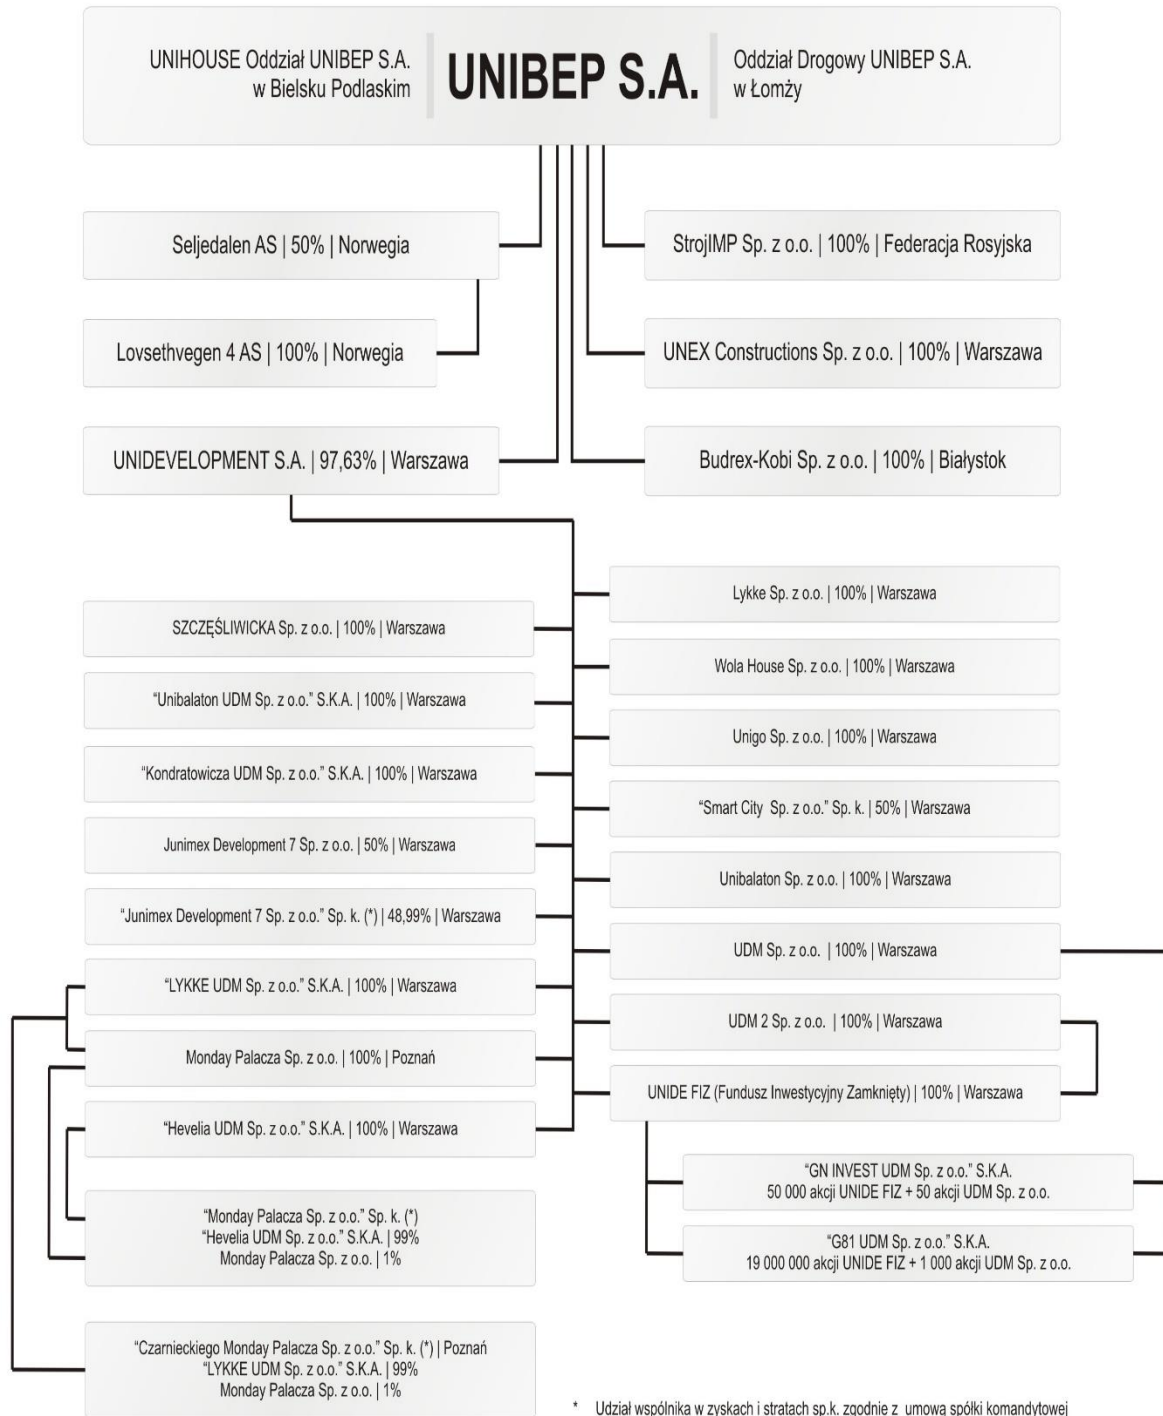 UNIHOUSE Oddział UNIBEP S.A.
w Bielsku Podlaskim
UNIBEP S.A.
Oddział Drogowy UNIBEP S.A.
w Łomży
Seljedalen AS | 50% | Norwegia
StrojIMP Sp. z o.o. | 100% | Federacja Rosyjska
Lovsethvegen 4 AS | 100% | Norwegia
UNEX Constructions Sp. z o.o. | 100% | Warszawa
UNIDEVELOPMENT S.A. | 97,63% | Warszawa
Budrex-Kobi Sp. z o.o. | 100% | Białystok
SZCZĘŚLIWICKA Sp. z o.o. | 100% | Warszawa
“Unibalaton UDM Sp. z o.o.” S.K.A. | 100% | Warszawa
“Kondratowicza UDM Sp. z o.o.” S.K.A. | 100% | Warszawa
Junimex Development 7 Sp. z o.o. | 50% | Warszawa
“Junimex Development 7 Sp. z o.o.” Sp. k. (*) | 48,99% | Warszawa
“LYKKE UDM Sp. z o.o.” S.K.A. | 100% | Warszawa
Monday Palacza Sp. z o.o. | 100% | Poznań
“Hevelia UDM Sp. z o.o.” S.K.A. | 100% | Warszawa
“Monday Palacza Sp. z o.o.” Sp. k. (*)
“Hevelia UDM Sp. z o.o.” S.K.A. | 99%
Monday Palacza Sp. z o.o. | 1%
“Czarnieckiego Monday Palacza Sp. z o.o.” Sp. k. (*) | Poznań
“LYKKE UDM Sp. z o.o.” S.K.A. | 99%
Monday Palacza Sp. z o.o. | 1%
Lykke Sp. z o.o. | 100% | Warszawa
Wola House Sp. z o.o. | 100% | Warszawa
Unigo Sp. z o.o. | 100% | Warszawa
“Smart City Sp. z o.o.” Sp. k. | 50% | Warszawa
Unibalaton Sp. z o.o. | 100% | Warszawa
UDM Sp. z o.o. | 100% | Warszawa
UDM 2 Sp. z o.o. | 100% | Warszawa
UNIDE FIZ (Fundusz Inwestycyjny Zamknięty) | 100% | Warszawa
“GN INVEST UDM Sp. z o.o.” S.K.A.
50 000 akcji UNIDE FIZ + 50 akcji UDM Sp. z o.o.
“G81 UDM Sp. z o.o.” S.K.A.
19 000 000 akcji UNIDE FIZ + 1 000 akcji UDM Sp. z o.o.
* Udział wspólnika w zyskach i stratach sp.k. zgodnie z umową spółki komandytowej